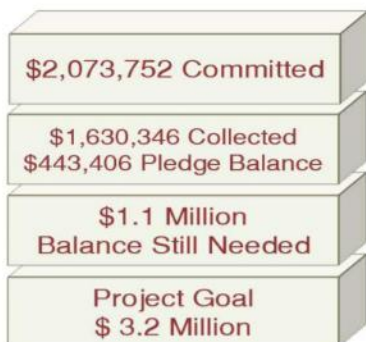 $2,073,752 Committed
$1,630,346 Collected
$443,406 Pledge Balance
$1.1 Million
Balance Still Needed
Project Goal
$ 3.2 Million